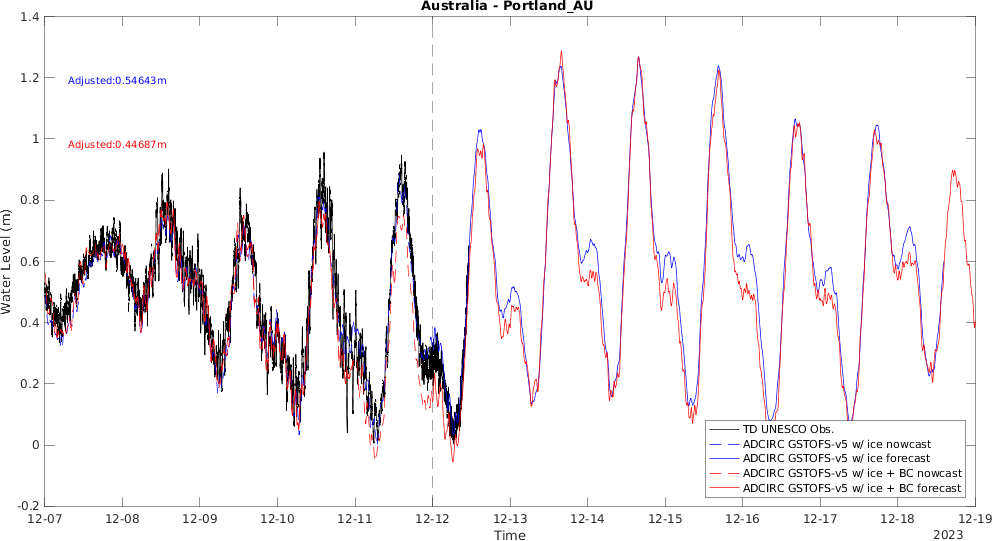 Australia - Portland_AU
1.4
1.2
1
0.8
0.6
0.4
0.2
0
-0.2
Water Level (m)
Adjusted:0.54643m
Adjusted:0.44687m
TD UNESCO Obs.
ADCIRC GSTOFS-v5 w/ ice nowcast
ADCIRC GSTOFS-v5 w/ ice forecast
ADCIRC GSTOFS-v5 w/ ice + BC nowcast
ADCIRC GSTOFS-v5 w/ ice + BC forecast
12-07 12-08 12-09 12-10 12-11 12-12 12-13 12-14 12-15 12-16 12-17 12-18 12-19
Time
2023